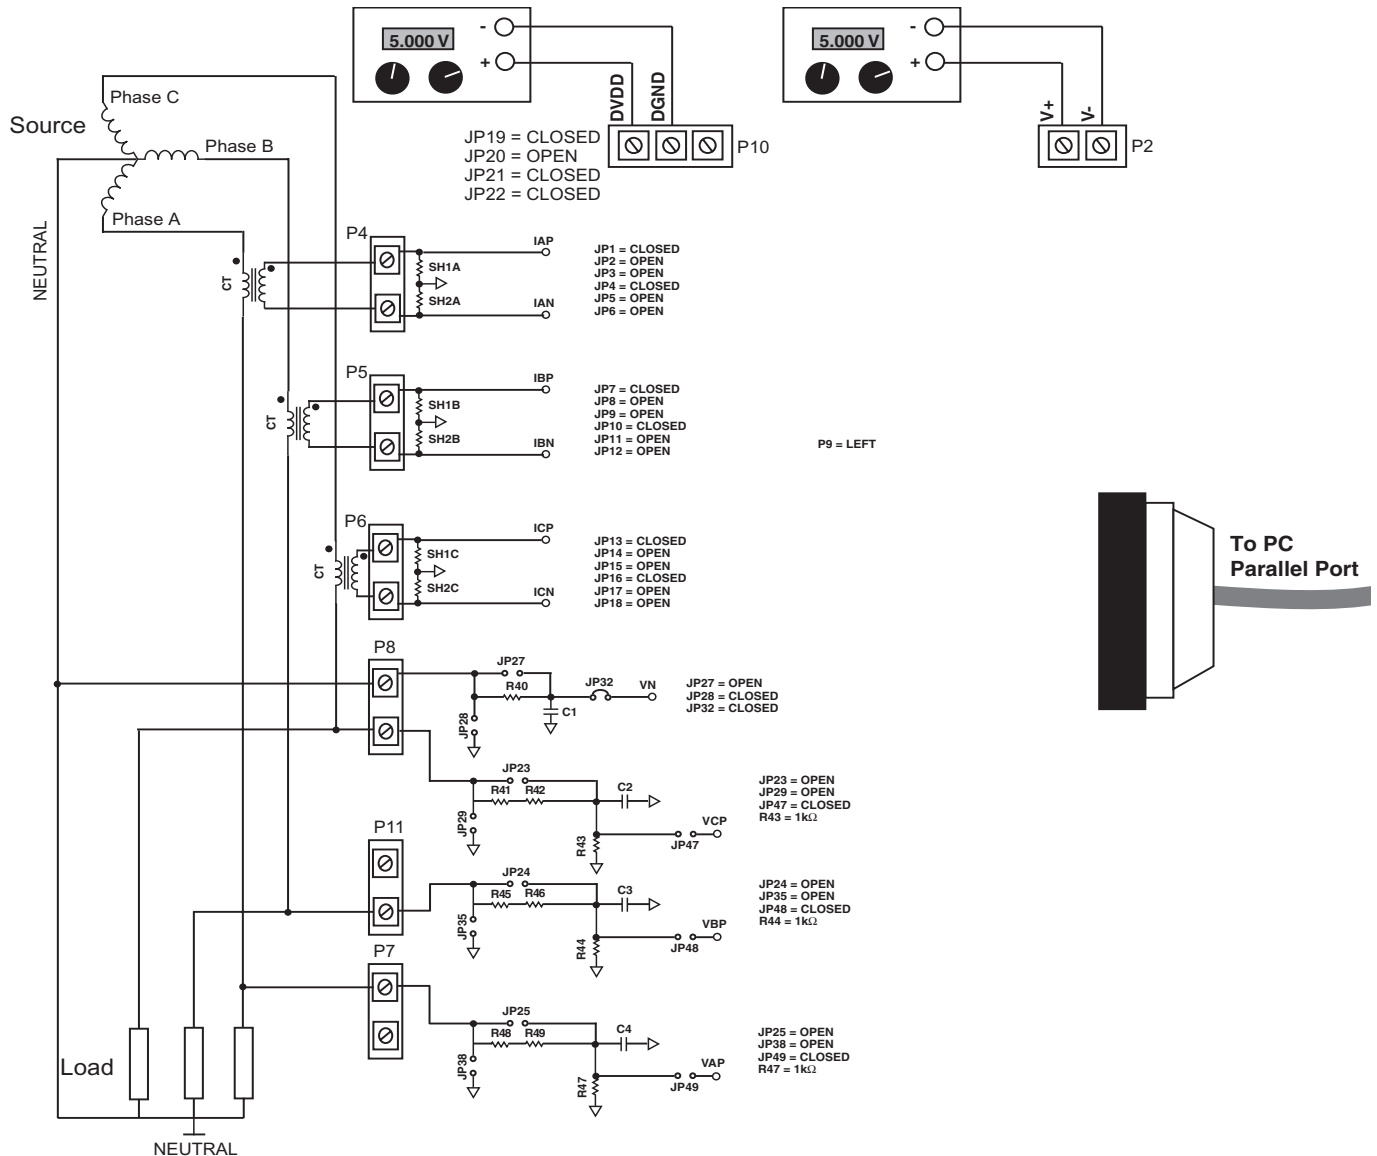 5.000 V
-
+
DVDD
DGND
P10
5.000 V
-
+
V+
V-
P2
JP19 = CLOSED
JP20 = OPEN
JP21 = CLOSED
JP22 = CLOSED
Source
Phase C
Phase B
Phase A
NEUTRAL
P4
CT
SH1A
SH2A
IAP
IAN
JP1 = CLOSED
JP2 = OPEN
JP3 = OPEN
JP4 = CLOSED
JP5 = OPEN
JP6 = OPEN
P5
CT
SH1B
SH2B
IBP
IBN
JP7 = CLOSED
JP8 = OPEN
JP9 = OPEN
JP10 = CLOSED
JP11 = OPEN
JP12 = OPEN
P9 = LEFT
P6
CT
SH1C
SH2C
ICP
ICN
JP13 = CLOSED
JP14 = OPEN
JP15 = OPEN
JP16 = CLOSED
JP17 = OPEN
JP18 = OPEN
To PC
Parallel Port
P8
JP27
R40
JP32
VN
C1
JP28
JP27 = OPEN
JP28 = CLOSED
JP32 = CLOSED
JP23
R41
R42
C2
JP29
R43
VCP
JP47
JP23 = OPEN
JP29 = OPEN
JP47 = CLOSED
R43 = 1kΩ
P11
JP24
R45
R46
C3
JP35
R44
VBP
JP48
JP24 = OPEN
JP35 = OPEN
JP48 = CLOSED
R44 = 1kΩ
P7
JP25
R48
R49
C4
JP38
R47
VAP
JP49
JP25 = OPEN
JP38 = OPEN
JP49 = CLOSED
R47 = 1kΩ
Load
NEUTRAL